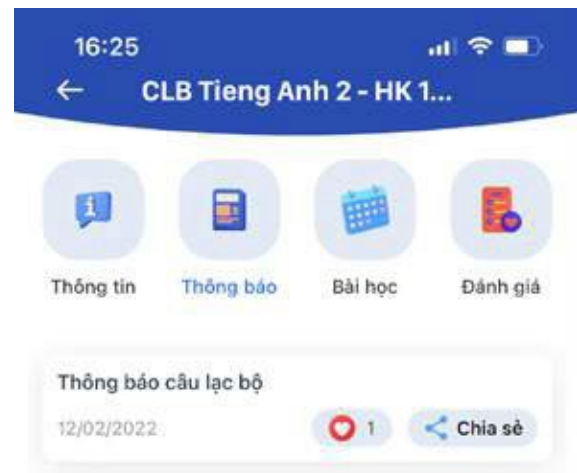 16:25
CLB Tieng Anh 2 - HK 1...
Thông tin Thông báo Bài học Đánh giá
Thông báo câu lạc bộ
12/02/2022 1 Chia sẻ